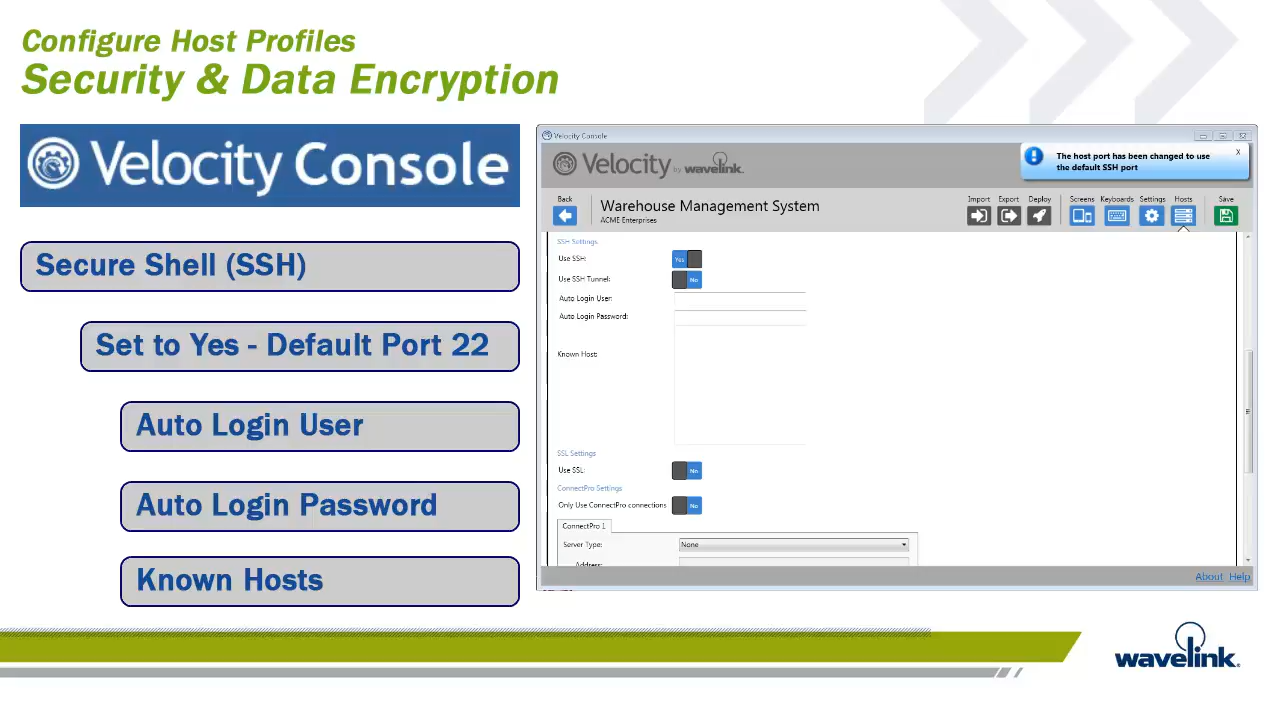 Configure Host Profiles
Security & Data Encryption
Velocity Console
Secure Shell (SSH)
Set to Yes - Default Port 22
Auto Login User
Auto Login Password
Known Hosts
Velocity Console
Velocity by wavelink.
The host port has been changed to use
the default SSH port
X
Back
Warehouse Management System
ACME Enterprises
Import Export Deploy Screens Keyboards Settings Hosts Save
SSH Settings
Use SSH: Yes
Use SSH Tunnel: No
Auto Login User:
Auto Login Password:
Known Host:
SSL Settings
Use SSL: No
ConnectPro Settings
Only Use ConnectPro connections No
ConnectPro 1
Server Type: None
Address:
About Help
wavelink.